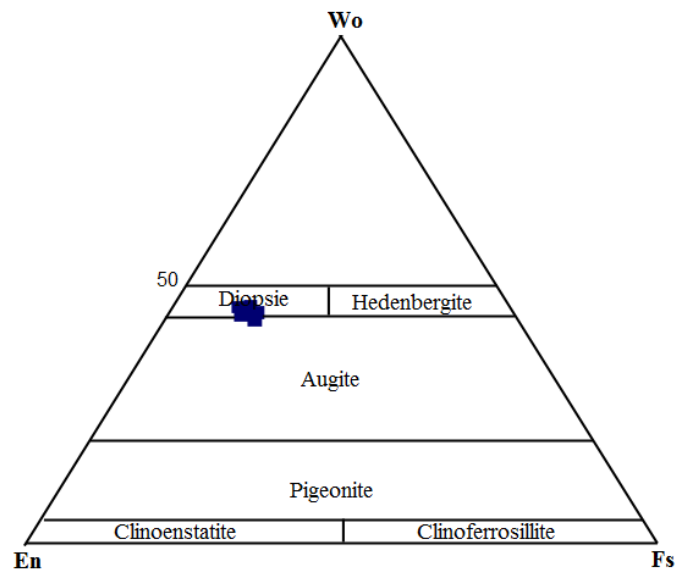 Wo
50
Diopsie
Hedenbergite
Augite
Pigeonite
Clinoenstatite
Clinoferrosillite
En
Fs